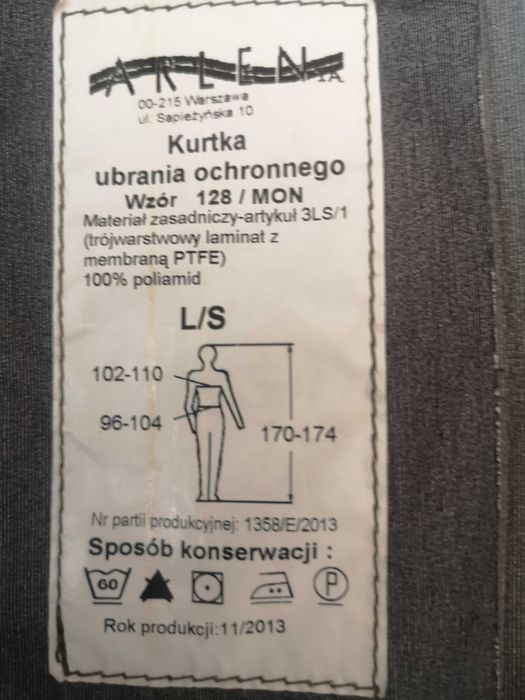 ARLEN S.A.
00-215 Warszawa
ul. Sapieżyńska 10
Kurtka
ubrania ochronnego
Wzór 128 / MON
Materiał zasadniczy-artykuł 3LS/1
(trójwarstwowy laminat z
membraną PTFE)
100% poliamid
L/S
102-110
96-104
170-174
Nr partii produkcyjnej: 1358/E/2013
Sposób konserwacji :
60 P
Rok produkcji:11/2013